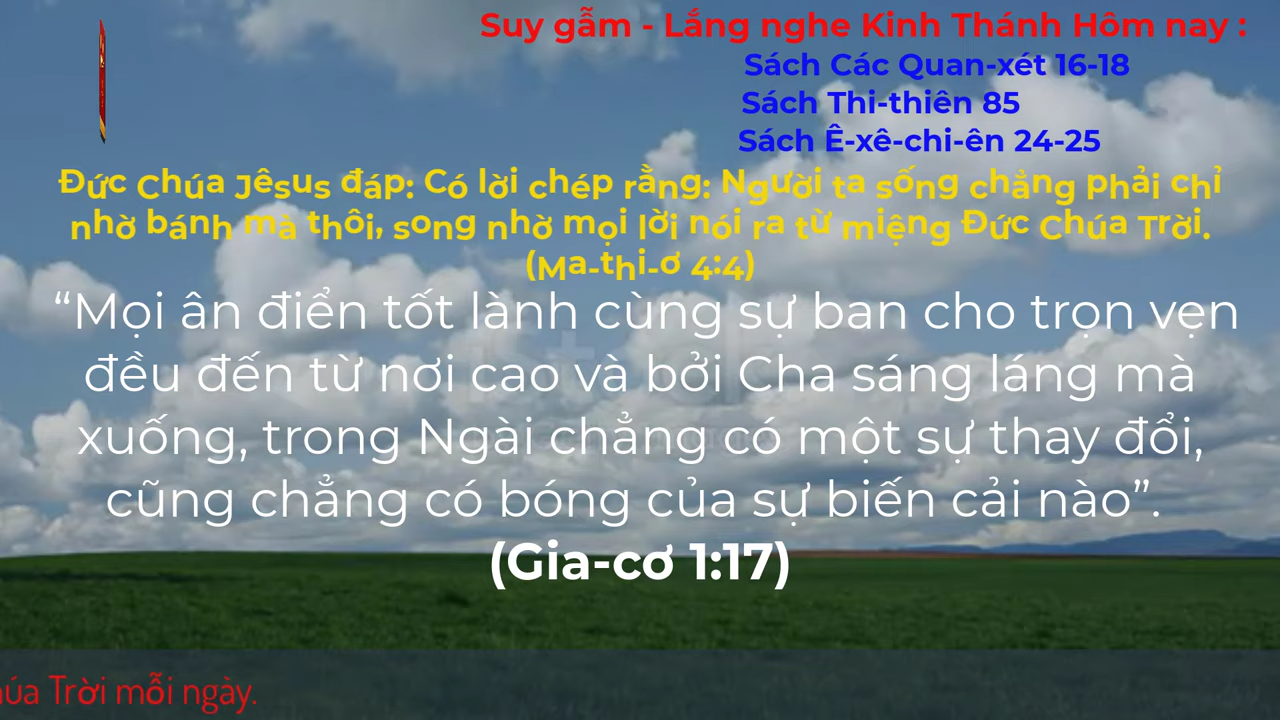 Suy gẫm - Lắng nghe Kinh Thánh Hôm nay :
Sách Các Quan-xét 16-18
Sách Thi-thiên 85
Sách Ê-xê-chi-ên 24-25
Đức Chúa Jêsus đáp: Có lời chép rằng: Người ta sống chẳng phải chỉ
nhờ bánh mà thôi, song nhờ mọi lời nói ra từ miệng Đức Chúa Trời.
(Ma-thi-ơ 4:4)
“Mọi ân điển tốt lành cùng sự ban cho trọn vẹn
đều đến từ nơi cao và bởi Cha sáng láng mà
xuống, trong Ngài chẳng có một sự thay đổi,
cũng chẳng có bóng của sự biến cải nào”.
(Gia-cơ 1:17)
Trời mỗi ngày.